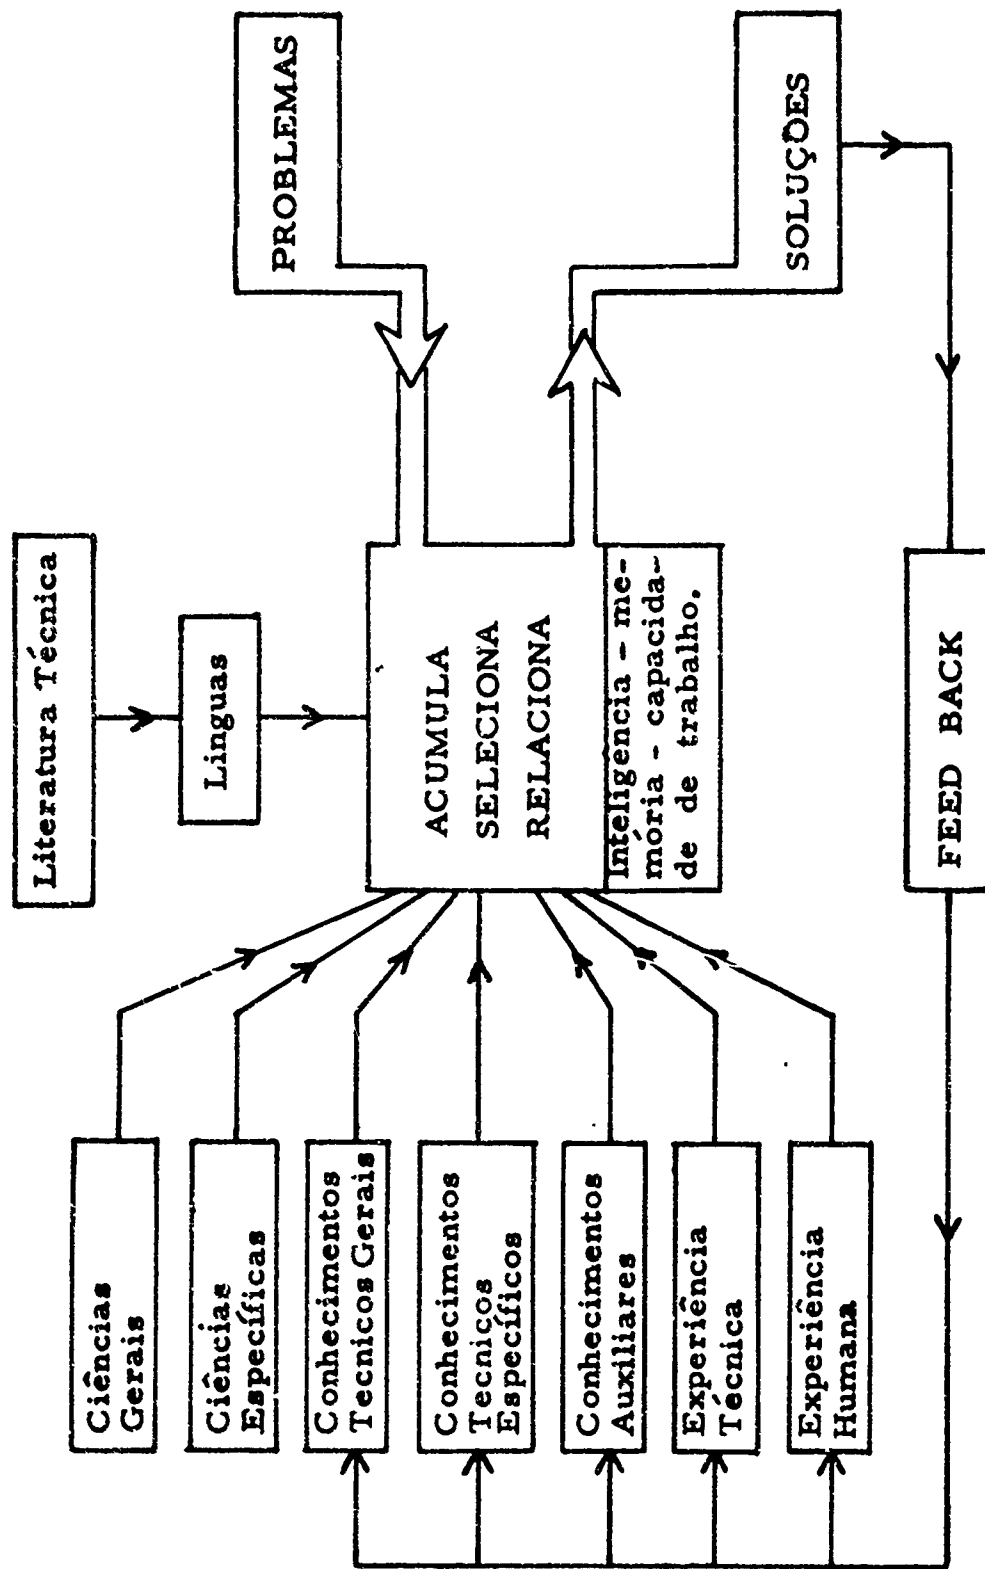 Literatura Técnica
Linguas
PROBLEMAS
Ciências
Gerais
Ciências
Específicas
Conhecimentos
Tecnicos Gerais
Conhecimentos
Tecnicos
Específicos
Conhecimentos
Auxiliares
Experiência
Técnica
Experiência
Humana
ACUMULA
SELECIONA
RELACIONA
Inteligência - me-
mória - capacida-
de de trabalho.
SOLUÇÕES
FEED BACK